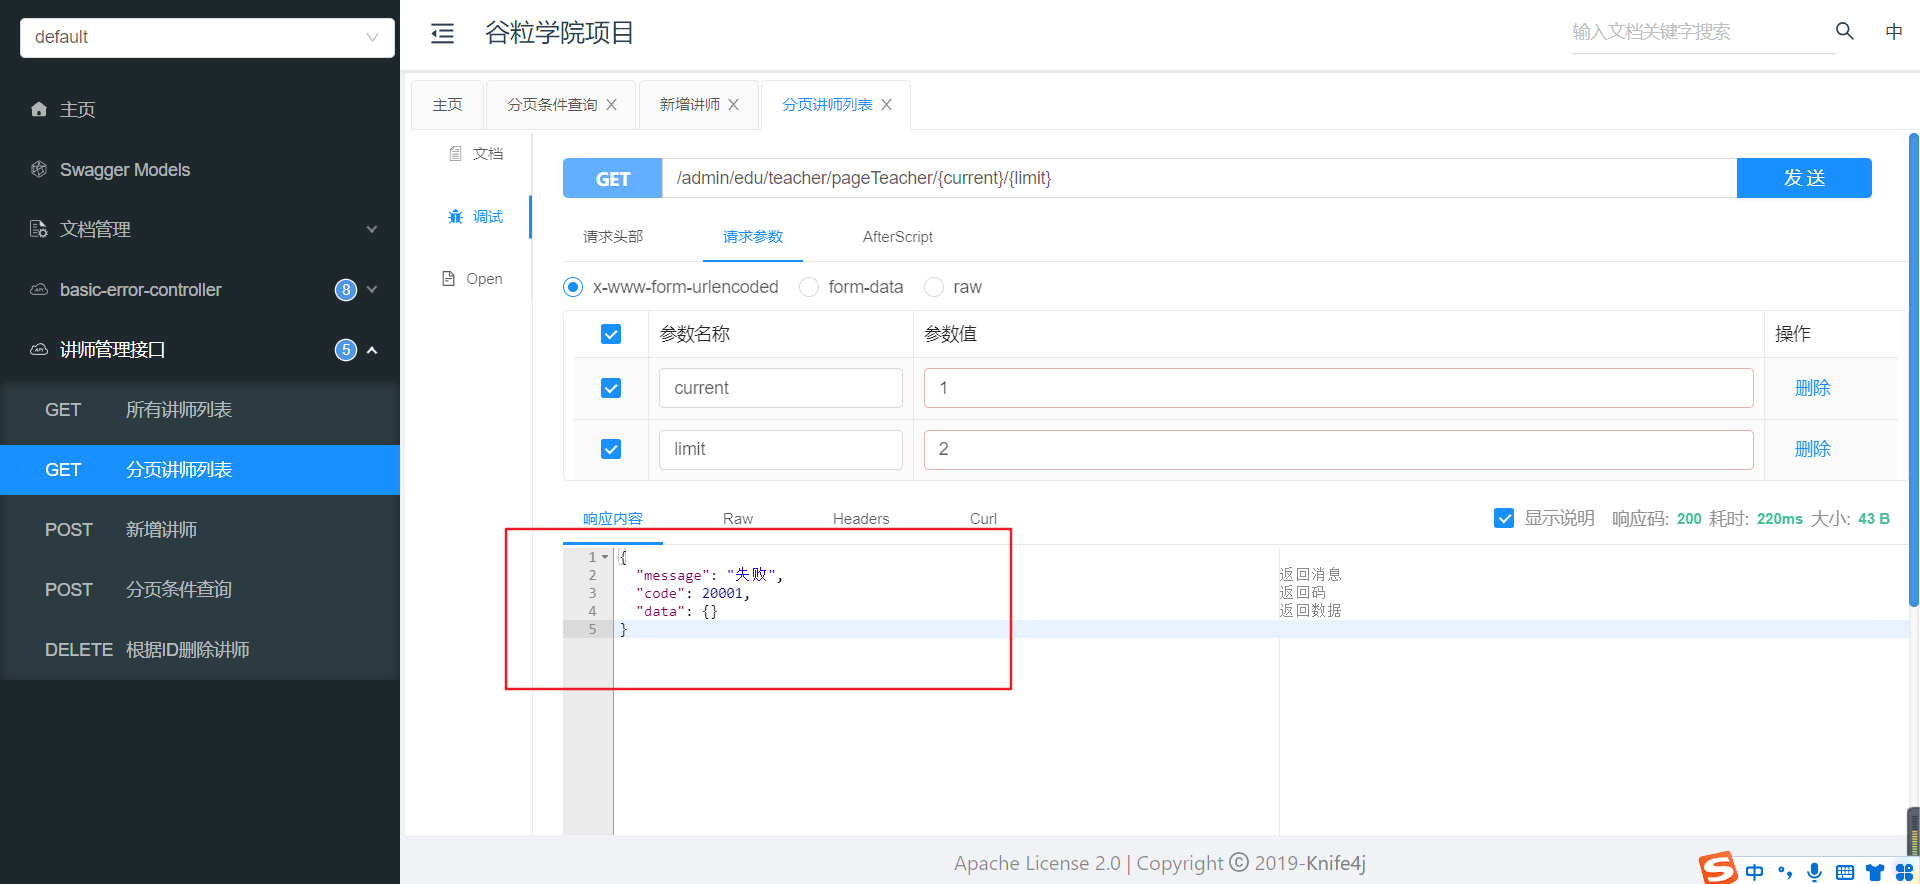 default
主页
Swagger Models
文档管理
basic-error-controller 8
讲师管理接口 5
GET 所有讲师列表
GET 分页讲师列表
POST 新增讲师
POST 分页条件查询
DELETE 根据ID删除讲师
谷粒学院项目
输入文档关键字搜索 中
主页 分页条件查询 新增讲师 分页讲师列表
文档
调试
Open
GET /admin/edu/teacher/pageTeacher/{current}/{limit} 发 送
请求头部 请求参数 AfterScript
x-www-form-urlencoded form-data raw
参数名称 参数值 操作
current 1 删除
limit 2 删除
响应内容 Raw Headers Curl 显示说明 响应码: 200 耗时: 220ms 大小: 43 B
1 {
2 "message": "失败", 返回消息
3 "code": 20001, 返回码
4 "data": {} 返回数据
5 }
Apache License 2.0 | Copyright © 2019-Knife4j
中